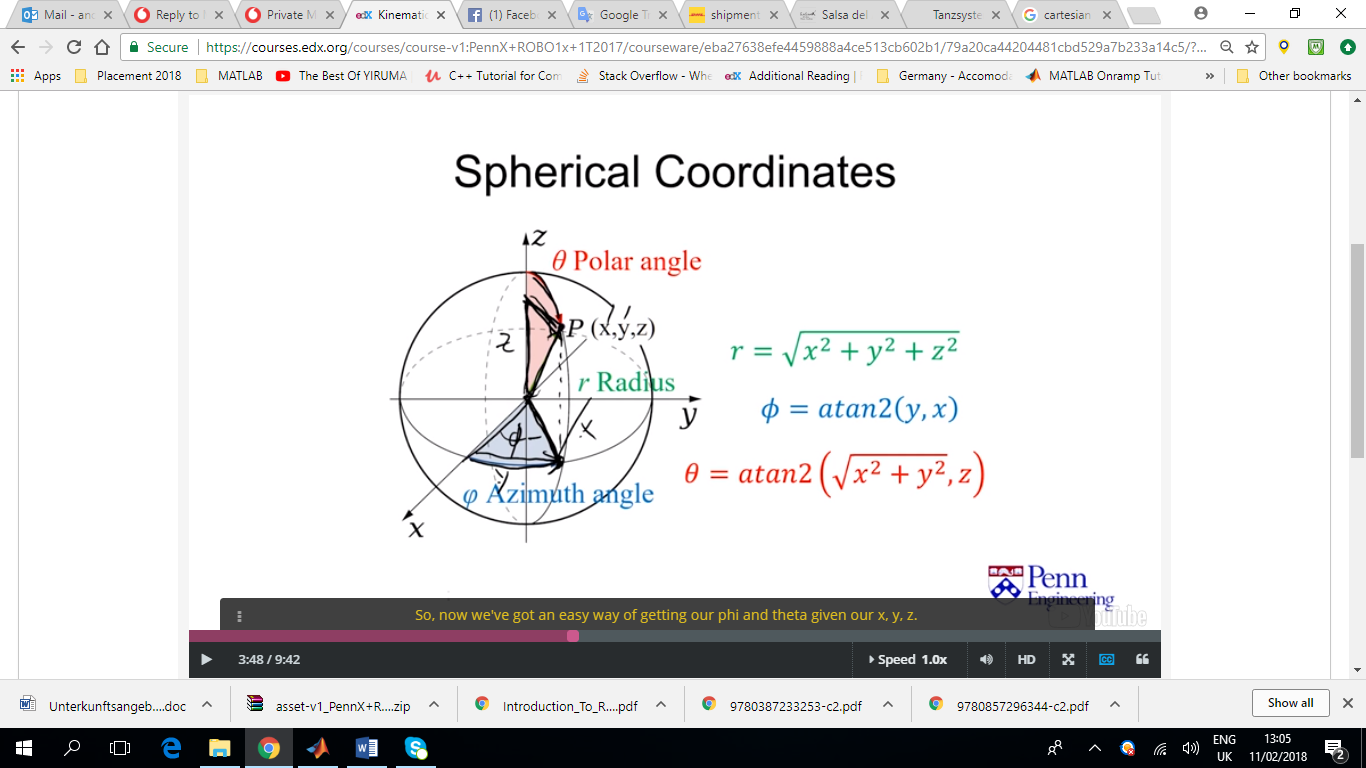 Mail - and
Reply to
Private M
Kinematic
(1) Faceb
Google T
shipment
Salsa del
Tanzsyste
cartesian
Secure | https://courses.edx.org/courses/course-v1:PennX+ROBO1x+1T2017/courseware/eba27638efe4459886a4ce513cb602b1/79a20ca44204481cbd529a7b233a14c5/?...
Apps Placement 2018 MATLAB The Best Of YIRUMA C++ Tutorial for Com Stack Overflow - Whe Additional Reading | Germany - Accomoda MATLAB Onramp Tut » Other bookmarks
Spherical Coordinates
z
θ Polar angle
P (x,y,z)
z
r = √x² + y² + z²
r Radius
y
x
ϕ = atan2(y, x)
ϕ
θ = atan2 (√x² + y², z)
y
φ Azimuth angle
x
Penn
Engineering
YouTube
So, now we've got an easy way of getting our phi and theta given our x, y, z.
3:48 / 9:42
Speed 1.0x
HD
Unterkunftsangeb....doc
asset-v1_PennX+R....zip
Introduction_To_R....pdf
9780387233253-c2.pdf
9780857296344-c2.pdf
Show all
ENG
UK
13:05
11/02/2018
2